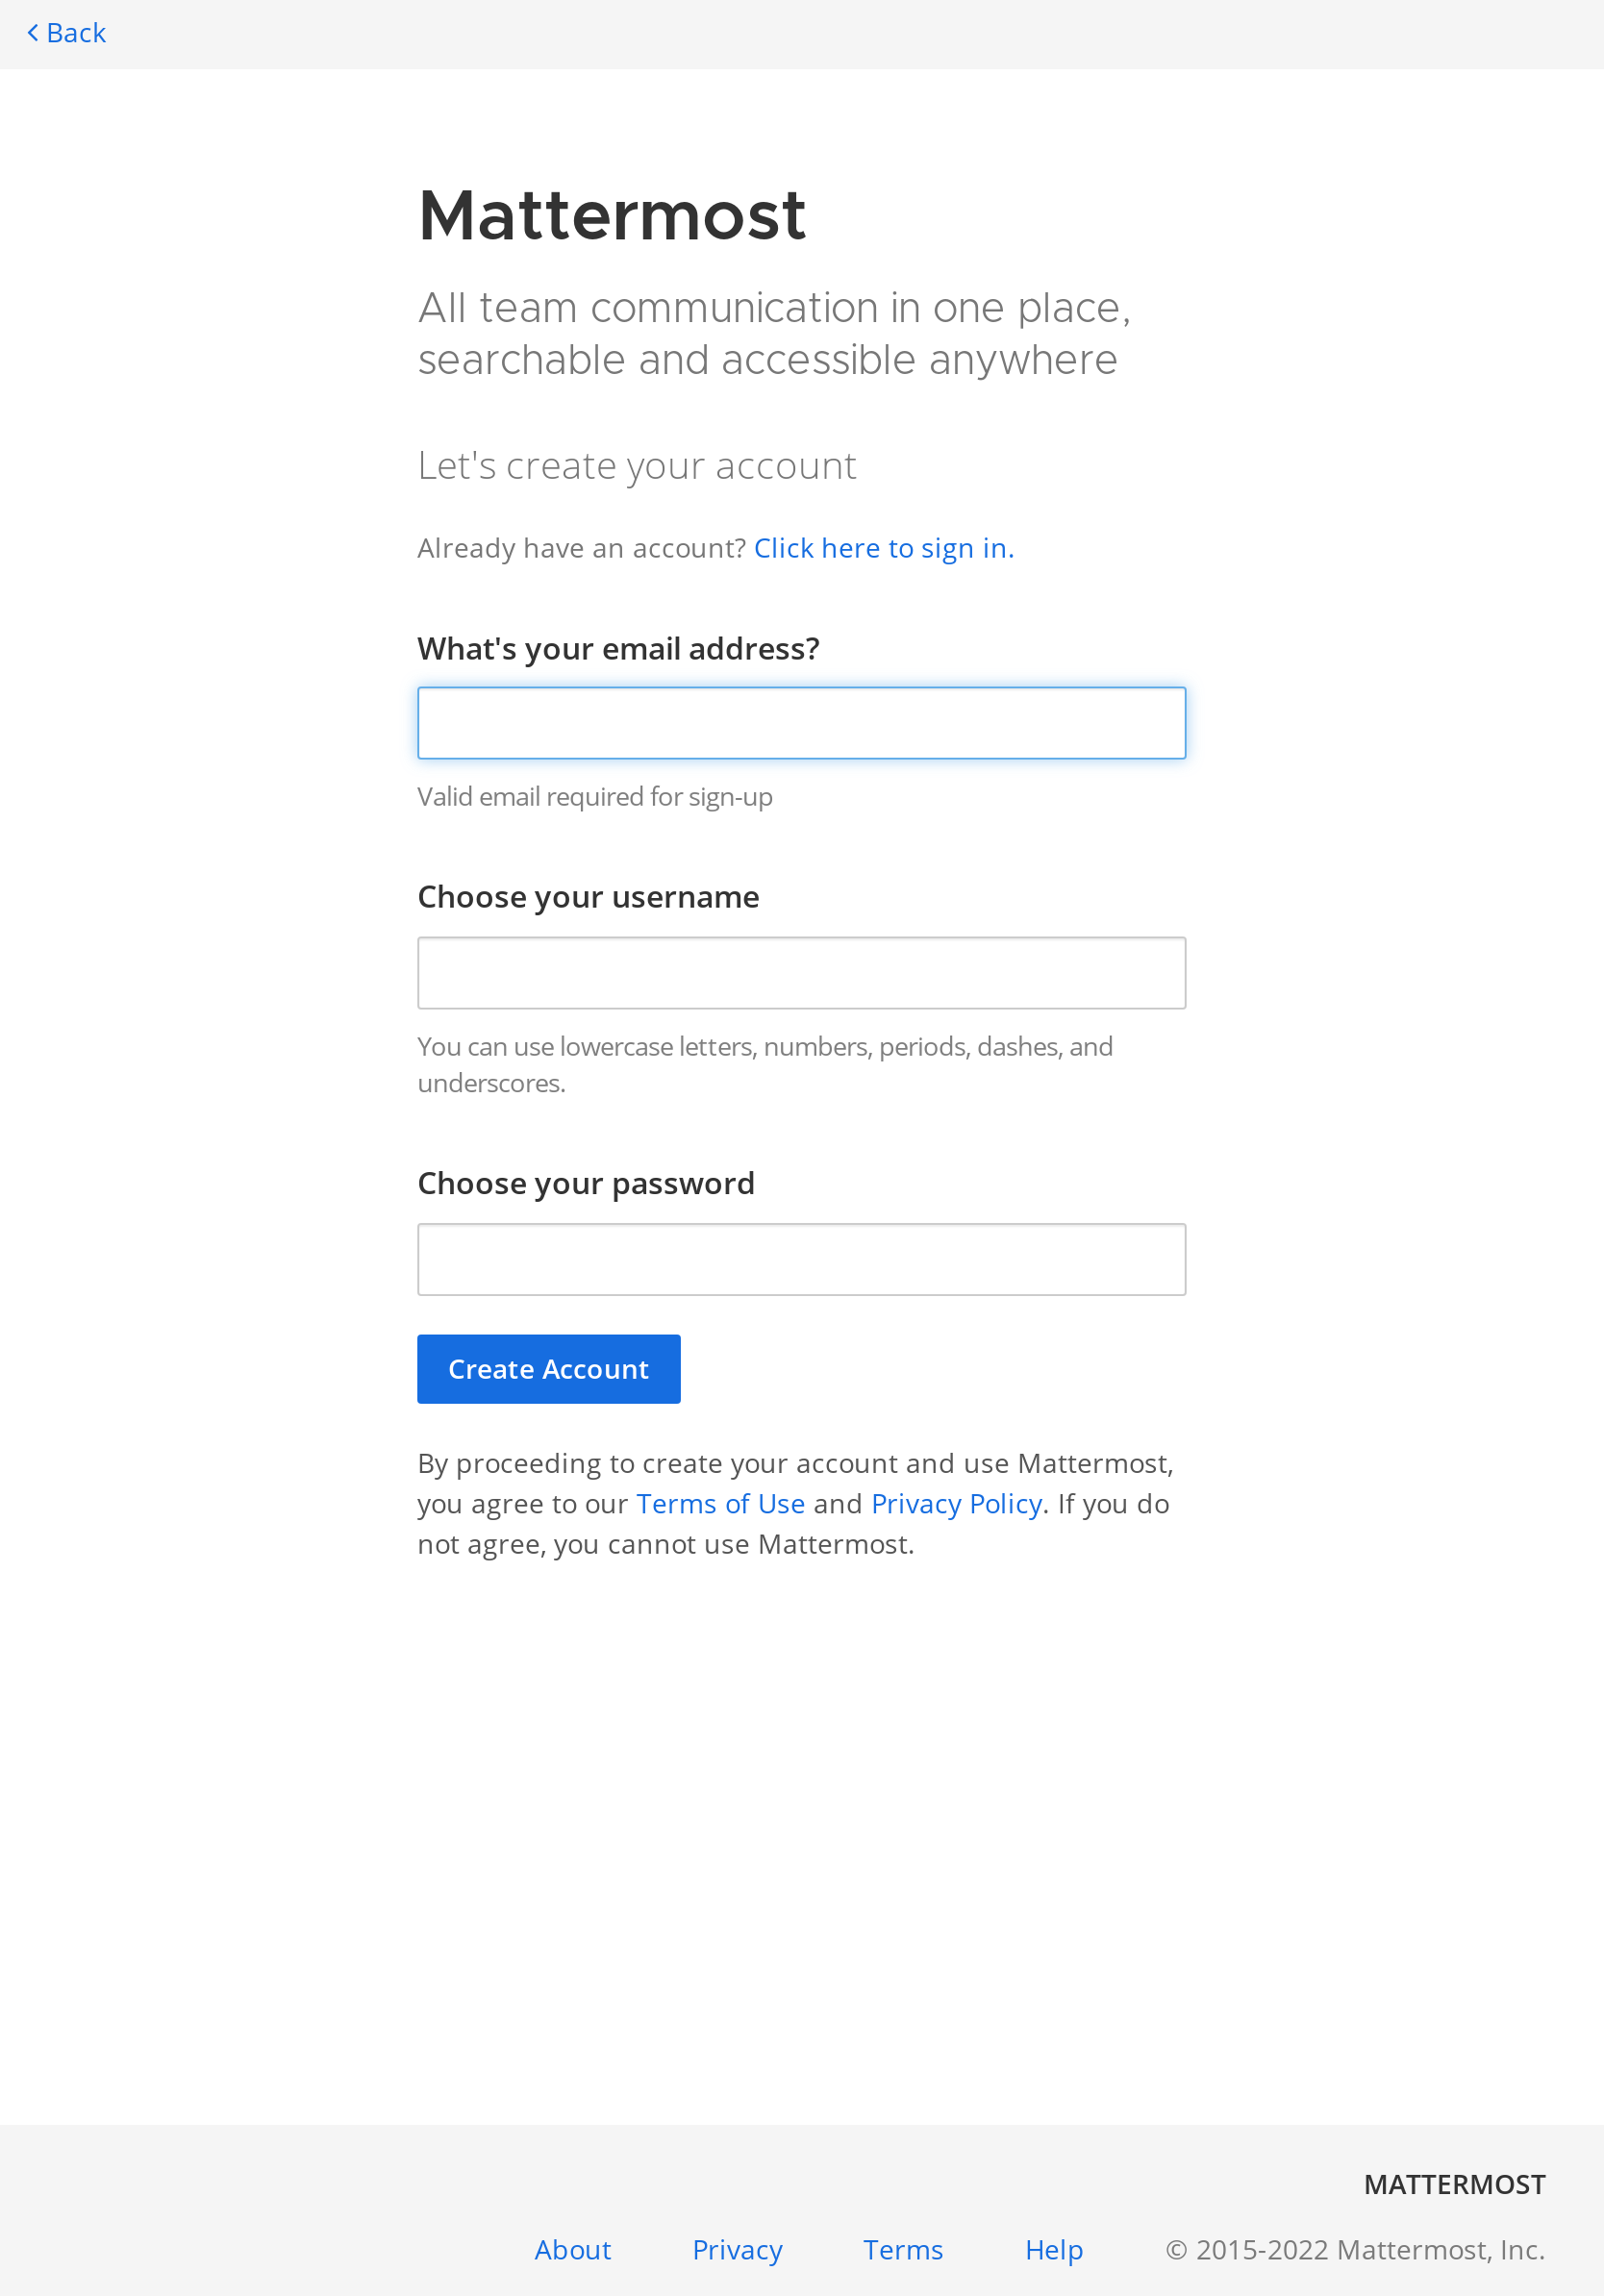 Back
Mattermost
All team communication in one place,
searchable and accessible anywhere
Let's create your account
Already have an account? Click here to sign in.
What's your email address?
Valid email required for sign-up
Choose your username
You can use lowercase letters, numbers, periods, dashes, and
underscores.
Choose your password
Create Account
By proceeding to create your account and use Mattermost,
you agree to our Terms of Use and Privacy Policy. If you do
not agree, you cannot use Mattermost.
MATTERMOST
About Privacy Terms Help © 2015-2022 Mattermost, Inc.